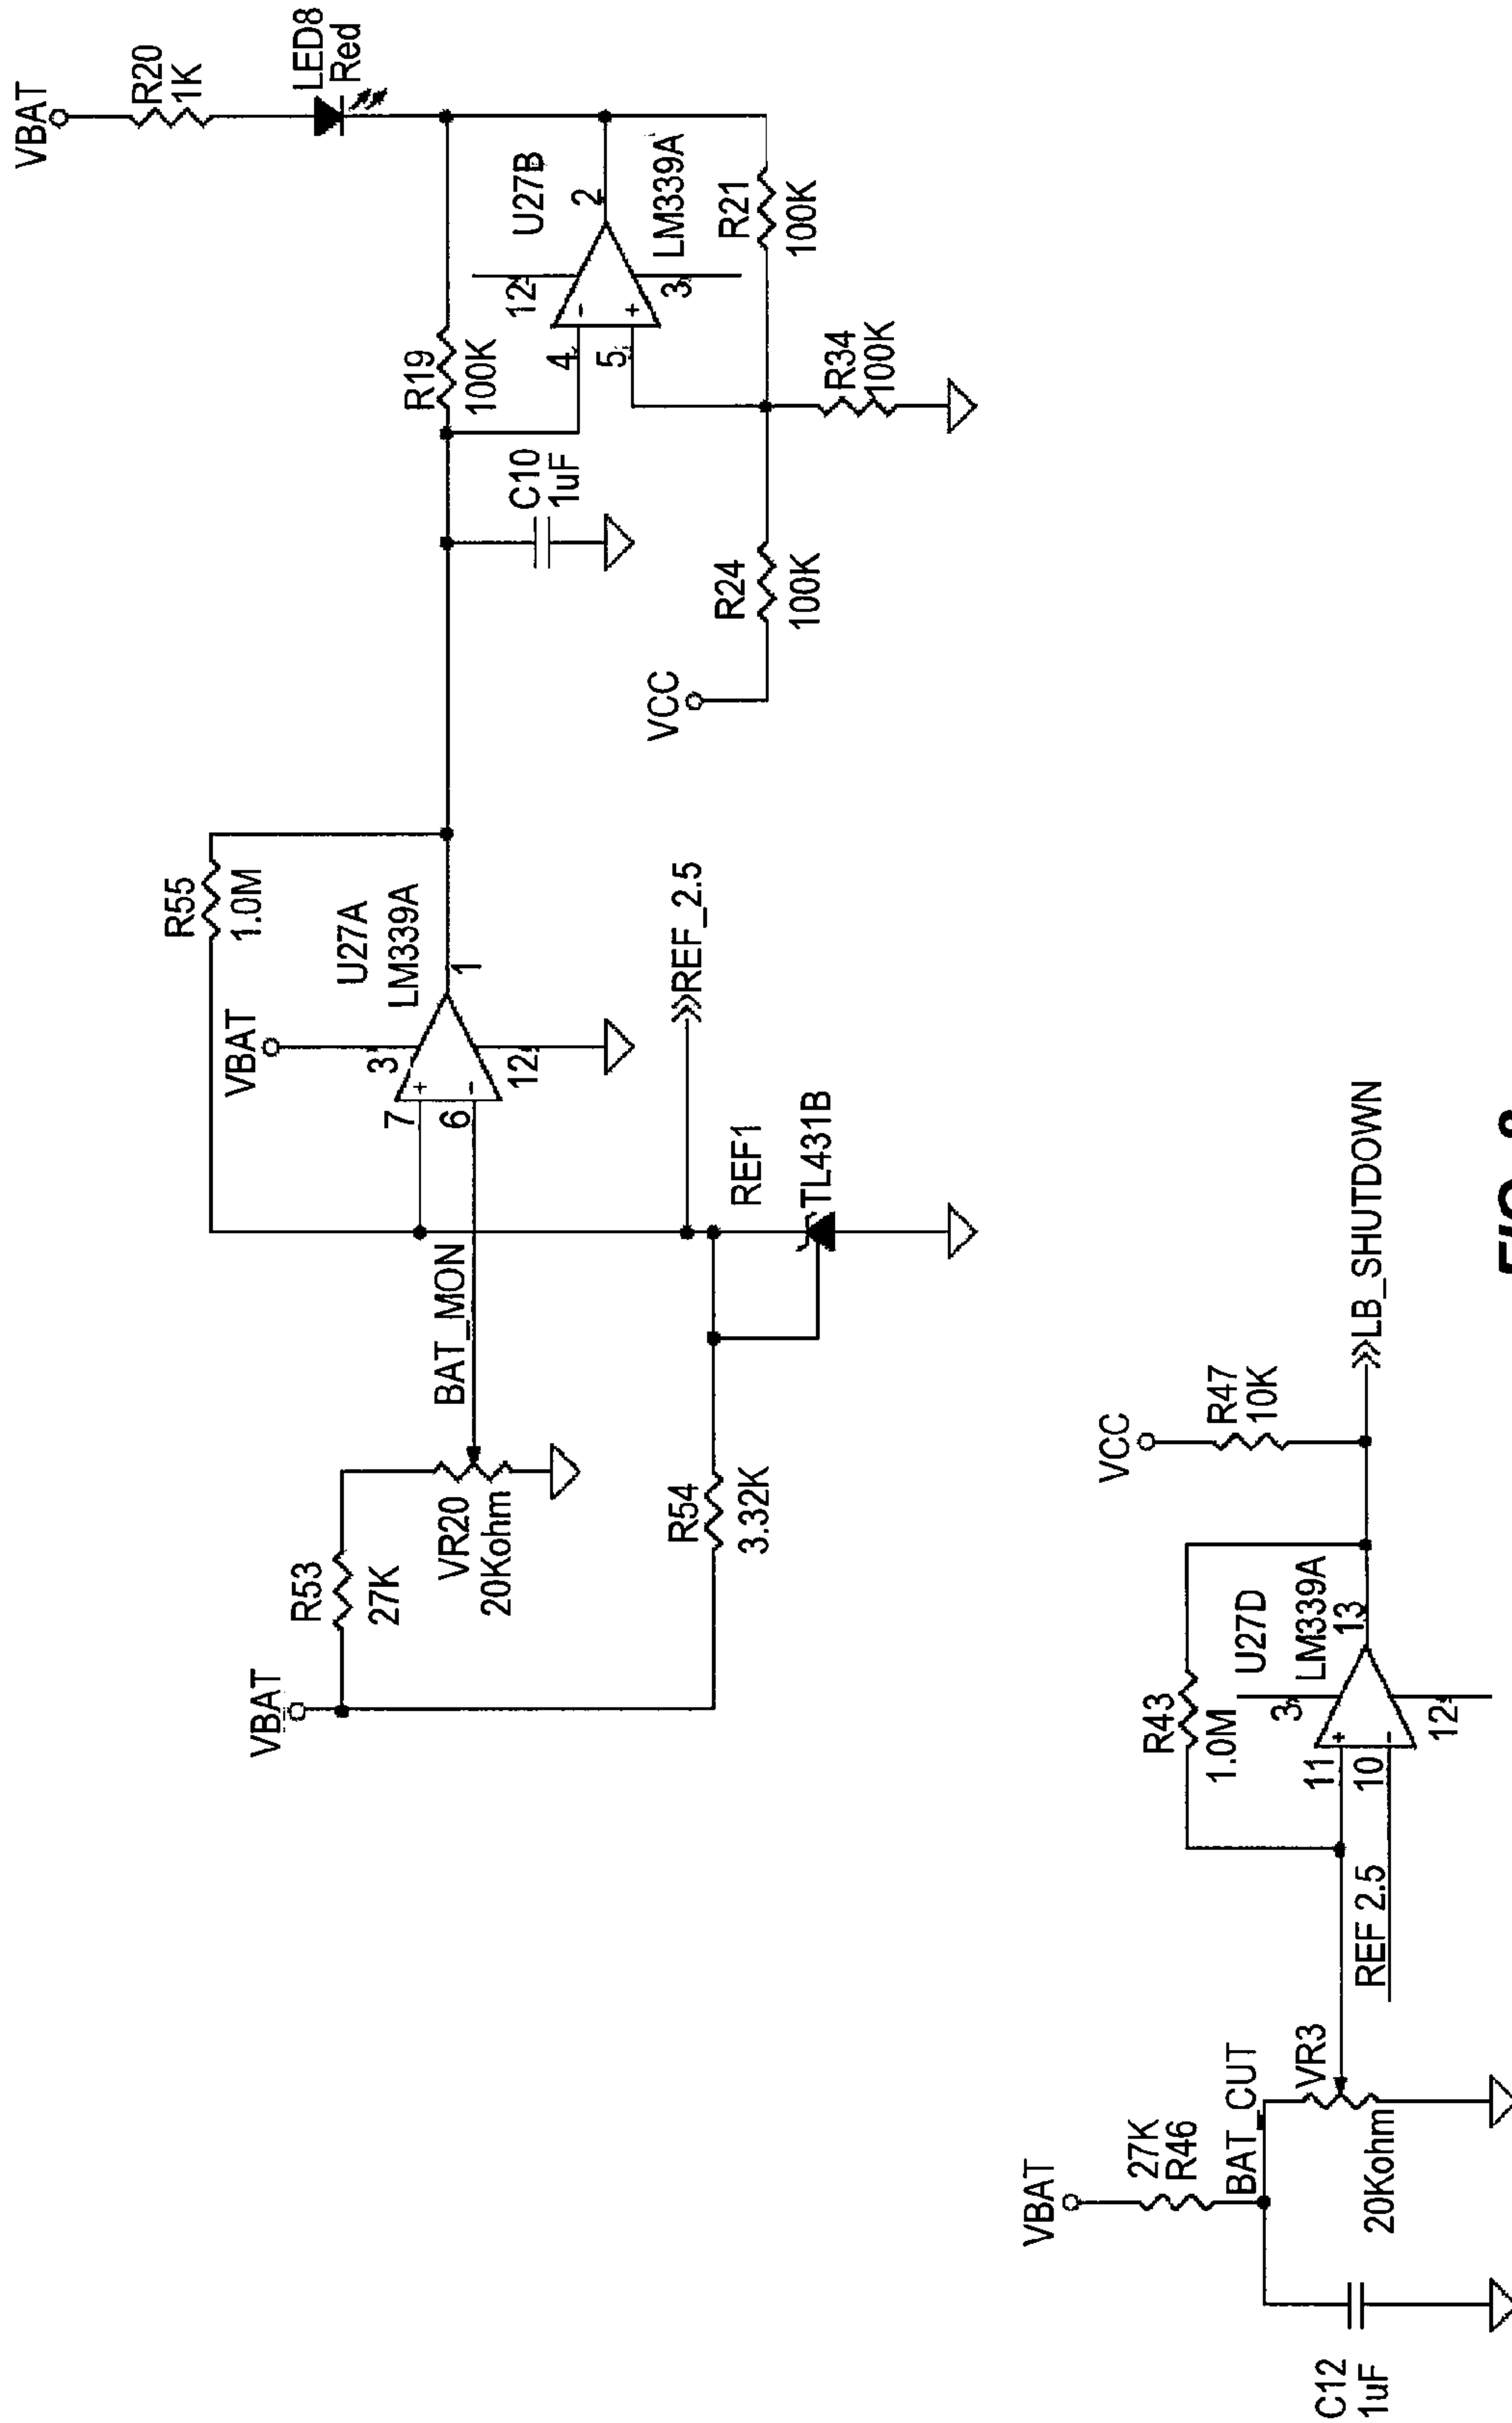 VBAT
R20
1K
LED8
Red
R55
1.0M
VBAT
R53
27K
VR20
20Kohm
BAT_MON
VBAT
3
7
6
12
1
U27A
LM339A
R54
3.32K
REF1
TL431B
REF_2.5
R19
100K
C10
1uF
12
4
5
3
2
U27B
LM339A
VCC
R24
100K
R21
100K
R34
100K
VBAT
27K
R46
BAT_CUT
C12
1uF
VR3
20Kohm
REF 2.5
R43
1.0M
11
10
3
12
13
U27D
LM339A
VCC
R47
10K
LB_SHUTDOWN
FIG.